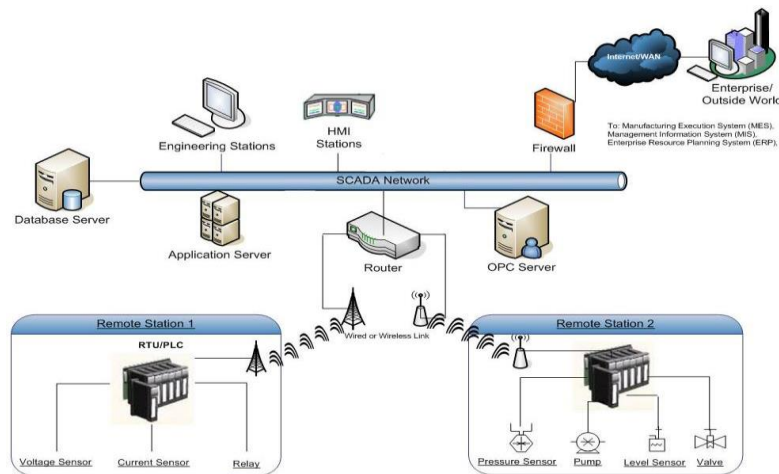 Internet/WAN
Enterprise/
Outside World
To: Manufacturing Execution System (MES),
Management Information System (MIS),
Enterprise Resource Planning System (ERP),
Engineering Stations
HMI
Stations
Firewall
SCADA Network
Database Server
Application Server
Router
OPC Server
Wired or Wireless Link
Remote Station 1
RTU/PLC
Voltage Sensor
Current Sensor
Relay
Remote Station 2
Pressure Sensor
Pump
Level Sensor
Valve